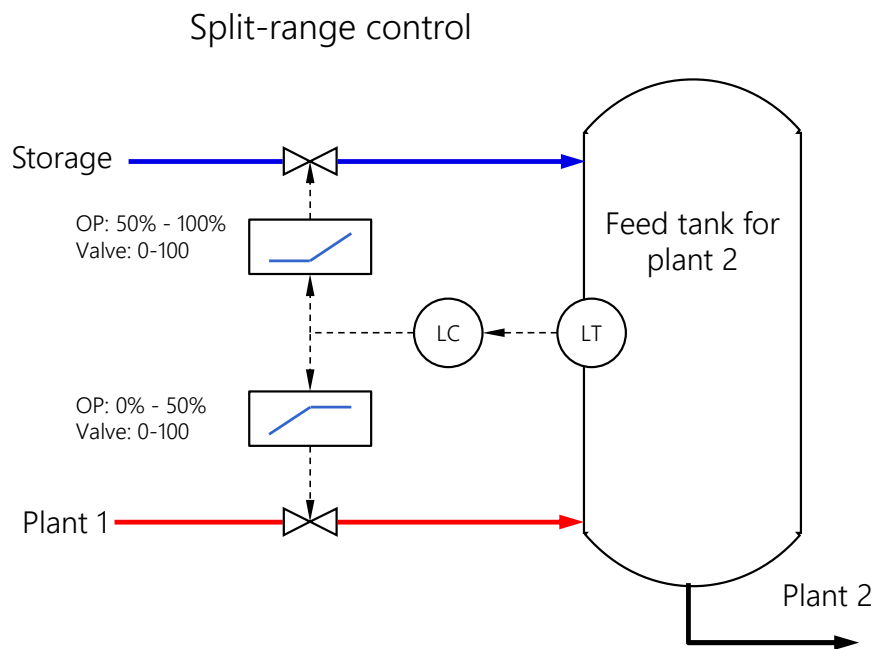 Split-range control
Storage
OP: 50% - 100%
Valve: 0-100
Feed tank for
plant 2
LC
LT
OP: 0% - 50%
Valve: 0-100
Plant 1
Plant 2